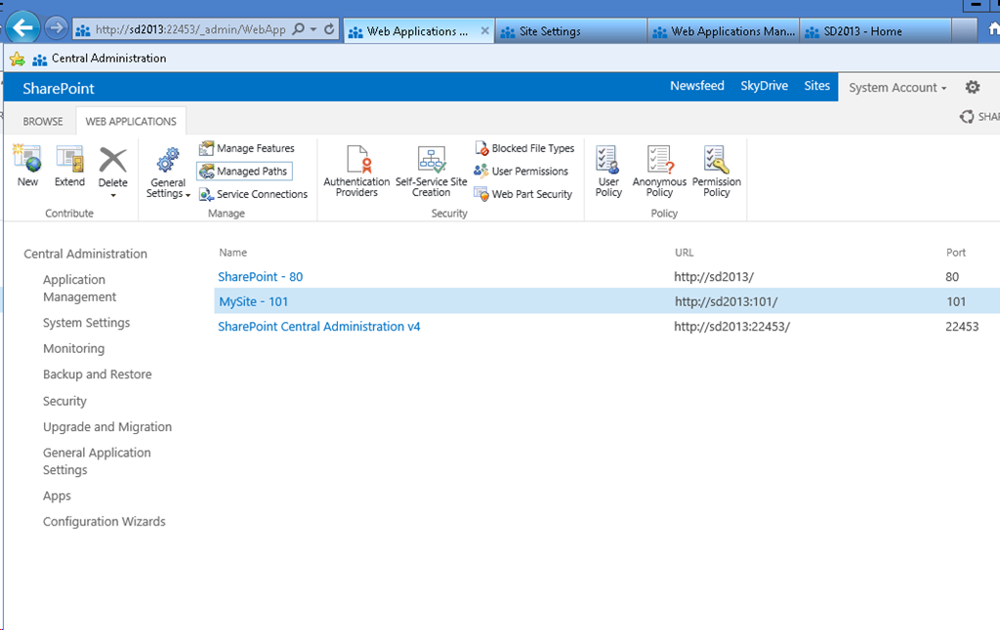 http://sd2013:22453/_admin/WebApp
Web Applications ...
Site Settings
Web Applications Man...
SD2013 - Home
Central Administration
SharePoint
Newsfeed
SkyDrive
Sites
System Account
BROWSE
WEB APPLICATIONS
SHAR
New
Extend
Delete
Contribute
General
Settings
Manage Features
Managed Paths
Service Connections
Manage
Authentication
Providers
Self-Service Site
Creation
Blocked File Types
User Permissions
Web Part Security
Security
User
Policy
Anonymous
Policy
Permission
Policy
Policy
Central Administration
Application
Management
System Settings
Monitoring
Backup and Restore
Security
Upgrade and Migration
General Application
Settings
Apps
Configuration Wizards
Name URL Port
SharePoint - 80 http://sd2013/ 80
MySite - 101 http://sd2013:101/ 101
SharePoint Central Administration v4 http://sd2013:22453/ 22453